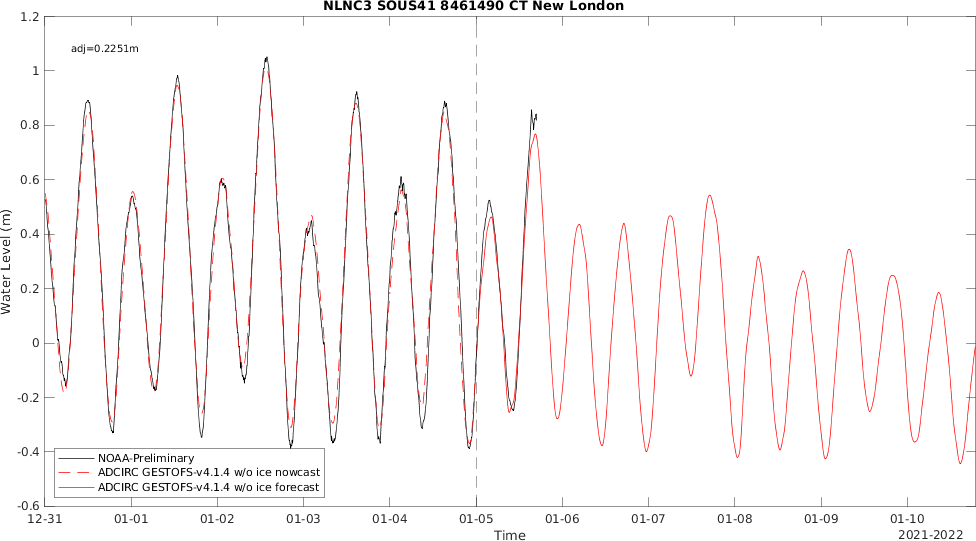 NLNC3 SOUS41 8461490 CT New London
adj=0.2251m
1.2
1
0.8
0.6
0.4
0.2
0
-0.2
-0.4
-0.6
Water Level (m)
NOAA-Preliminary
ADCIRC GESTOFS-v4.1.4 w/o ice nowcast
ADCIRC GESTOFS-v4.1.4 w/o ice forecast
12-31 01-01 01-02 01-03 01-04 01-05 01-06 01-07 01-08 01-09 01-10
Time
2021-2022